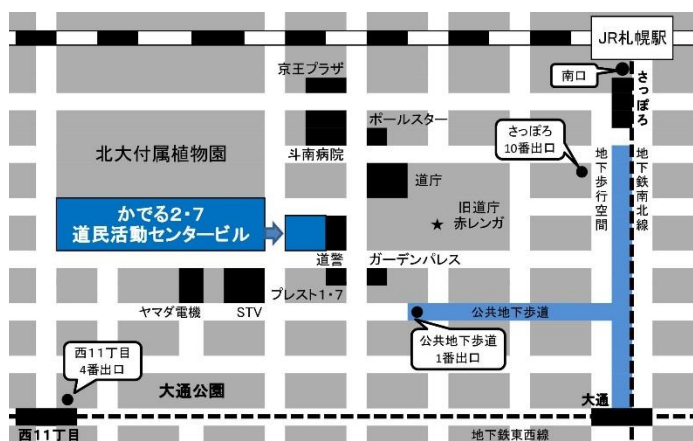 JR札幌駅
京王プラザ
南口
さっぽろ
ポールスター
さっぽろ
10番出口
斗南病院
北大付属植物園
道庁
地下歩行空間
地下鉄南北線
かでる2・7
道民活動センタービル
旧道庁
★ 赤レンガ
道警
ガーデンパレス
プレスト1・7
ヤマダ電機
STV
公共地下歩道
公共地下歩道
1番出口
西11丁目
4番出口
大通公園
大通
西11丁目
地下鉄東西線